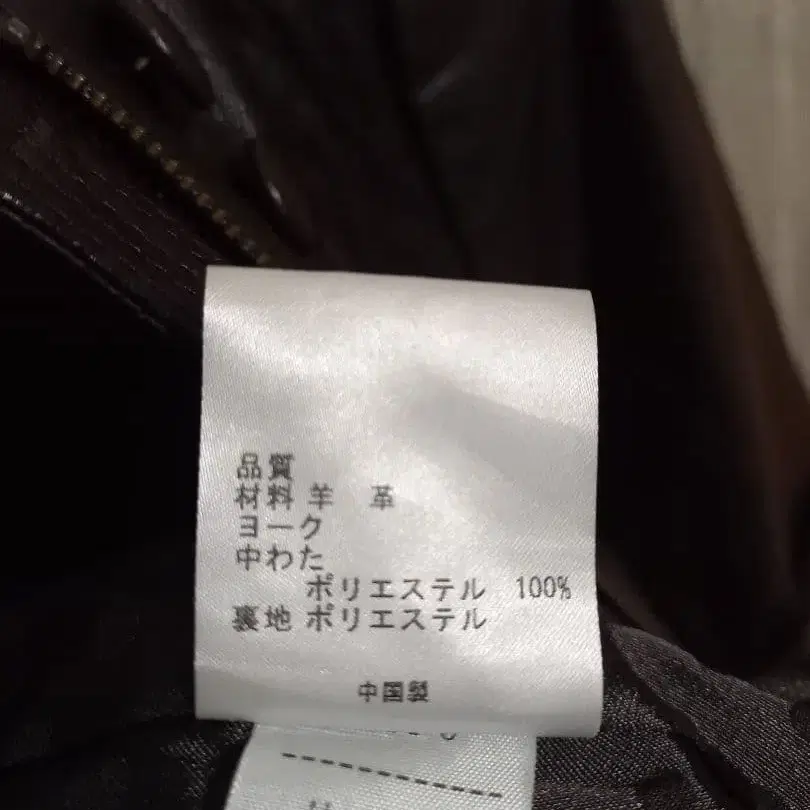 品質
材料 羊 革
ヨーク
中わた
ポリエステル 100%
裏地 ポリエステル
中国製